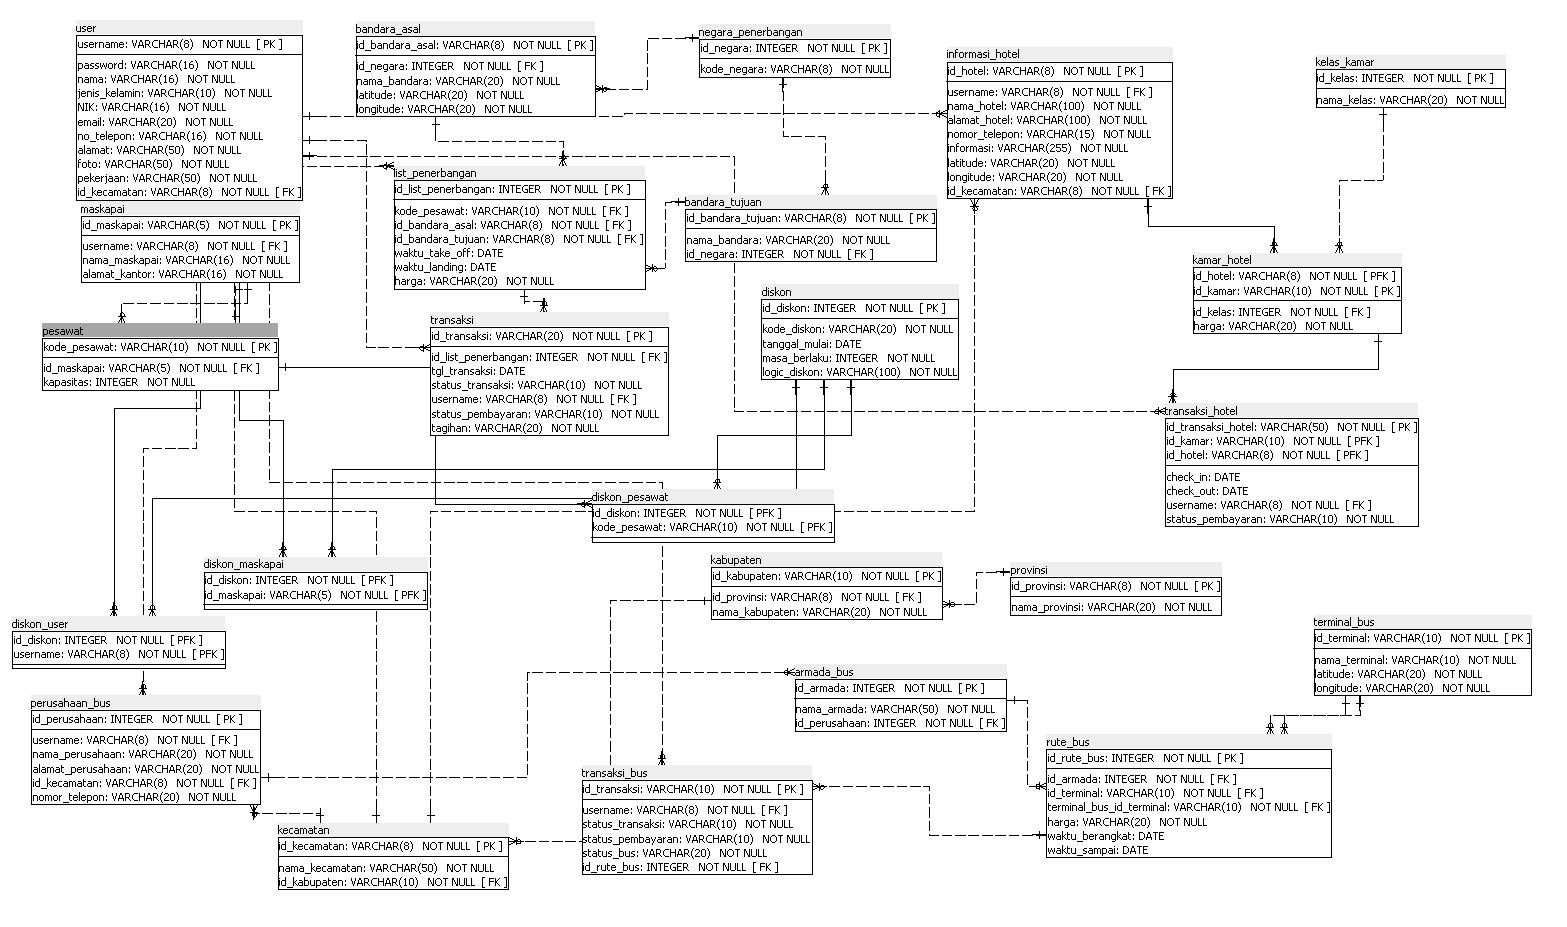 user
username: VARCHAR(8) NOT NULL [ PK ]
password: VARCHAR(16) NOT NULL
nama: VARCHAR(16) NOT NULL
jenis_kelamin: VARCHAR(10) NOT NULL
NIK: VARCHAR(16) NOT NULL
email: VARCHAR(20) NOT NULL
no_telepon: VARCHAR(16) NOT NULL
alamat: VARCHAR(50) NOT NULL
foto: VARCHAR(50) NOT NULL
pekerjaan: VARCHAR(50) NOT NULL
id_kecamatan: VARCHAR(8) NOT NULL [ FK ]
bandara_asal
id_bandara_asal: VARCHAR(8) NOT NULL [ PK ]
id_negara: INTEGER NOT NULL [ FK ]
nama_bandara: VARCHAR(20) NOT NULL
latitude: VARCHAR(20) NOT NULL
longitude: VARCHAR(20) NOT NULL
negara_penerbangan
id_negara: INTEGER NOT NULL [ PK ]
kode_negara: VARCHAR(8) NOT NULL
informasi_hotel
id_hotel: VARCHAR(8) NOT NULL [ PK ]
username: VARCHAR(8) NOT NULL [ FK ]
nama_hotel: VARCHAR(100) NOT NULL
alamat_hotel: VARCHAR(100) NOT NULL
nomor_telepon: VARCHAR(15) NOT NULL
informasi: VARCHAR(255) NOT NULL
latitude: VARCHAR(20) NOT NULL
longitude: VARCHAR(20) NOT NULL
id_kecamatan: VARCHAR(8) NOT NULL [ FK ]
kelas_kamar
id_kelas: INTEGER NOT NULL [ PK ]
nama_kelas: VARCHAR(20) NOT NULL
maskapai
id_maskapai: VARCHAR(5) NOT NULL [ PK ]
username: VARCHAR(8) NOT NULL [ FK ]
nama_maskapai: VARCHAR(16) NOT NULL
alamat_kantor: VARCHAR(16) NOT NULL
list_penerbangan
id_list_penerbangan: INTEGER NOT NULL [ PK ]
kode_pesawat: VARCHAR(10) NOT NULL [ FK ]
id_bandara_asal: VARCHAR(8) NOT NULL [ FK ]
id_bandara_tujuan: VARCHAR(8) NOT NULL [ FK ]
waktu_take_off: DATE
waktu_landing: DATE
harga: VARCHAR(20) NOT NULL
bandara_tujuan
id_bandara_tujuan: VARCHAR(8) NOT NULL [ PK ]
nama_bandara: VARCHAR(20) NOT NULL
id_negara: INTEGER NOT NULL [ FK ]
kamar_hotel
id_hotel: VARCHAR(8) NOT NULL [ PFK ]
id_kamar: VARCHAR(10) NOT NULL [ PK ]
id_kelas: INTEGER NOT NULL [ FK ]
harga: VARCHAR(20) NOT NULL
pesawat
kode_pesawat: VARCHAR(10) NOT NULL [ PK ]
id_maskapai: VARCHAR(5) NOT NULL [ FK ]
kapasitas: INTEGER NOT NULL
transaksi
id_transaksi: VARCHAR(20) NOT NULL [ PK ]
id_list_penerbangan: INTEGER NOT NULL [ FK ]
tgl_transaksi: DATE
status_transaksi: VARCHAR(10) NOT NULL
username: VARCHAR(8) NOT NULL [ FK ]
status_pembayaran: VARCHAR(10) NOT NULL
tagihan: VARCHAR(20) NOT NULL
diskon
id_diskon: INTEGER NOT NULL [ PK ]
kode_diskon: VARCHAR(20) NOT NULL
tanggal_mulai: DATE
masa_berlaku: INTEGER NOT NULL
logic_diskon: VARCHAR(100) NOT NULL
transaksi_hotel
id_transaksi_hotel: VARCHAR(50) NOT NULL [ PK ]
id_kamar: VARCHAR(10) NOT NULL [ PFK ]
id_hotel: VARCHAR(8) NOT NULL [ PFK ]
check_in: DATE
check_out: DATE
username: VARCHAR(8) NOT NULL [ FK ]
status_pembayaran: VARCHAR(10) NOT NULL
diskon_pesawat
id_diskon: INTEGER NOT NULL [ PFK ]
kode_pesawat: VARCHAR(10) NOT NULL [ PFK ]
diskon_maskapai
id_diskon: INTEGER NOT NULL [ PFK ]
id_maskapai: VARCHAR(5) NOT NULL [ PFK ]
kabupaten
id_kabupaten: VARCHAR(10) NOT NULL [ PK ]
id_provinsi: VARCHAR(8) NOT NULL [ FK ]
nama_kabupaten: VARCHAR(20) NOT NULL
provinsi
id_provinsi: VARCHAR(8) NOT NULL [ PK ]
nama_provinsi: VARCHAR(20) NOT NULL
diskon_user
id_diskon: INTEGER NOT NULL [ PFK ]
username: VARCHAR(8) NOT NULL [ PFK ]
terminal_bus
id_terminal: VARCHAR(10) NOT NULL [ PK ]
nama_terminal: VARCHAR(10) NOT NULL
latitude: VARCHAR(20) NOT NULL
longitude: VARCHAR(20) NOT NULL
armada_bus
id_armada: INTEGER NOT NULL [ PK ]
nama_armada: VARCHAR(50) NOT NULL
id_perusahaan: INTEGER NOT NULL [ FK ]
perusahaan_bus
id_perusahaan: INTEGER NOT NULL [ PK ]
username: VARCHAR(8) NOT NULL [ FK ]
nama_perusahaan: VARCHAR(20) NOT NULL
alamat_perusahaan: VARCHAR(20) NOT NULL
id_kecamatan: VARCHAR(8) NOT NULL [ FK ]
nomor_telepon: VARCHAR(20) NOT NULL
rute_bus
id_rute_bus: INTEGER NOT NULL [ PK ]
id_armada: INTEGER NOT NULL [ FK ]
id_terminal: VARCHAR(10) NOT NULL [ FK ]
terminal_bus_id_terminal: VARCHAR(10) NOT NULL [ FK ]
harga: VARCHAR(20) NOT NULL
waktu_berangkat: DATE
waktu_sampai: DATE
transaksi_bus
id_transaksi: VARCHAR(10) NOT NULL [ PK ]
username: VARCHAR(8) NOT NULL [ FK ]
status_transaksi: VARCHAR(10) NOT NULL
status_pembayaran: VARCHAR(10) NOT NULL
status_bus: VARCHAR(20) NOT NULL
id_rute_bus: INTEGER NOT NULL [ FK ]
kecamatan
id_kecamatan: VARCHAR(8) NOT NULL [ PK ]
nama_kecamatan: VARCHAR(50) NOT NULL
id_kabupaten: VARCHAR(10) NOT NULL [ FK ]